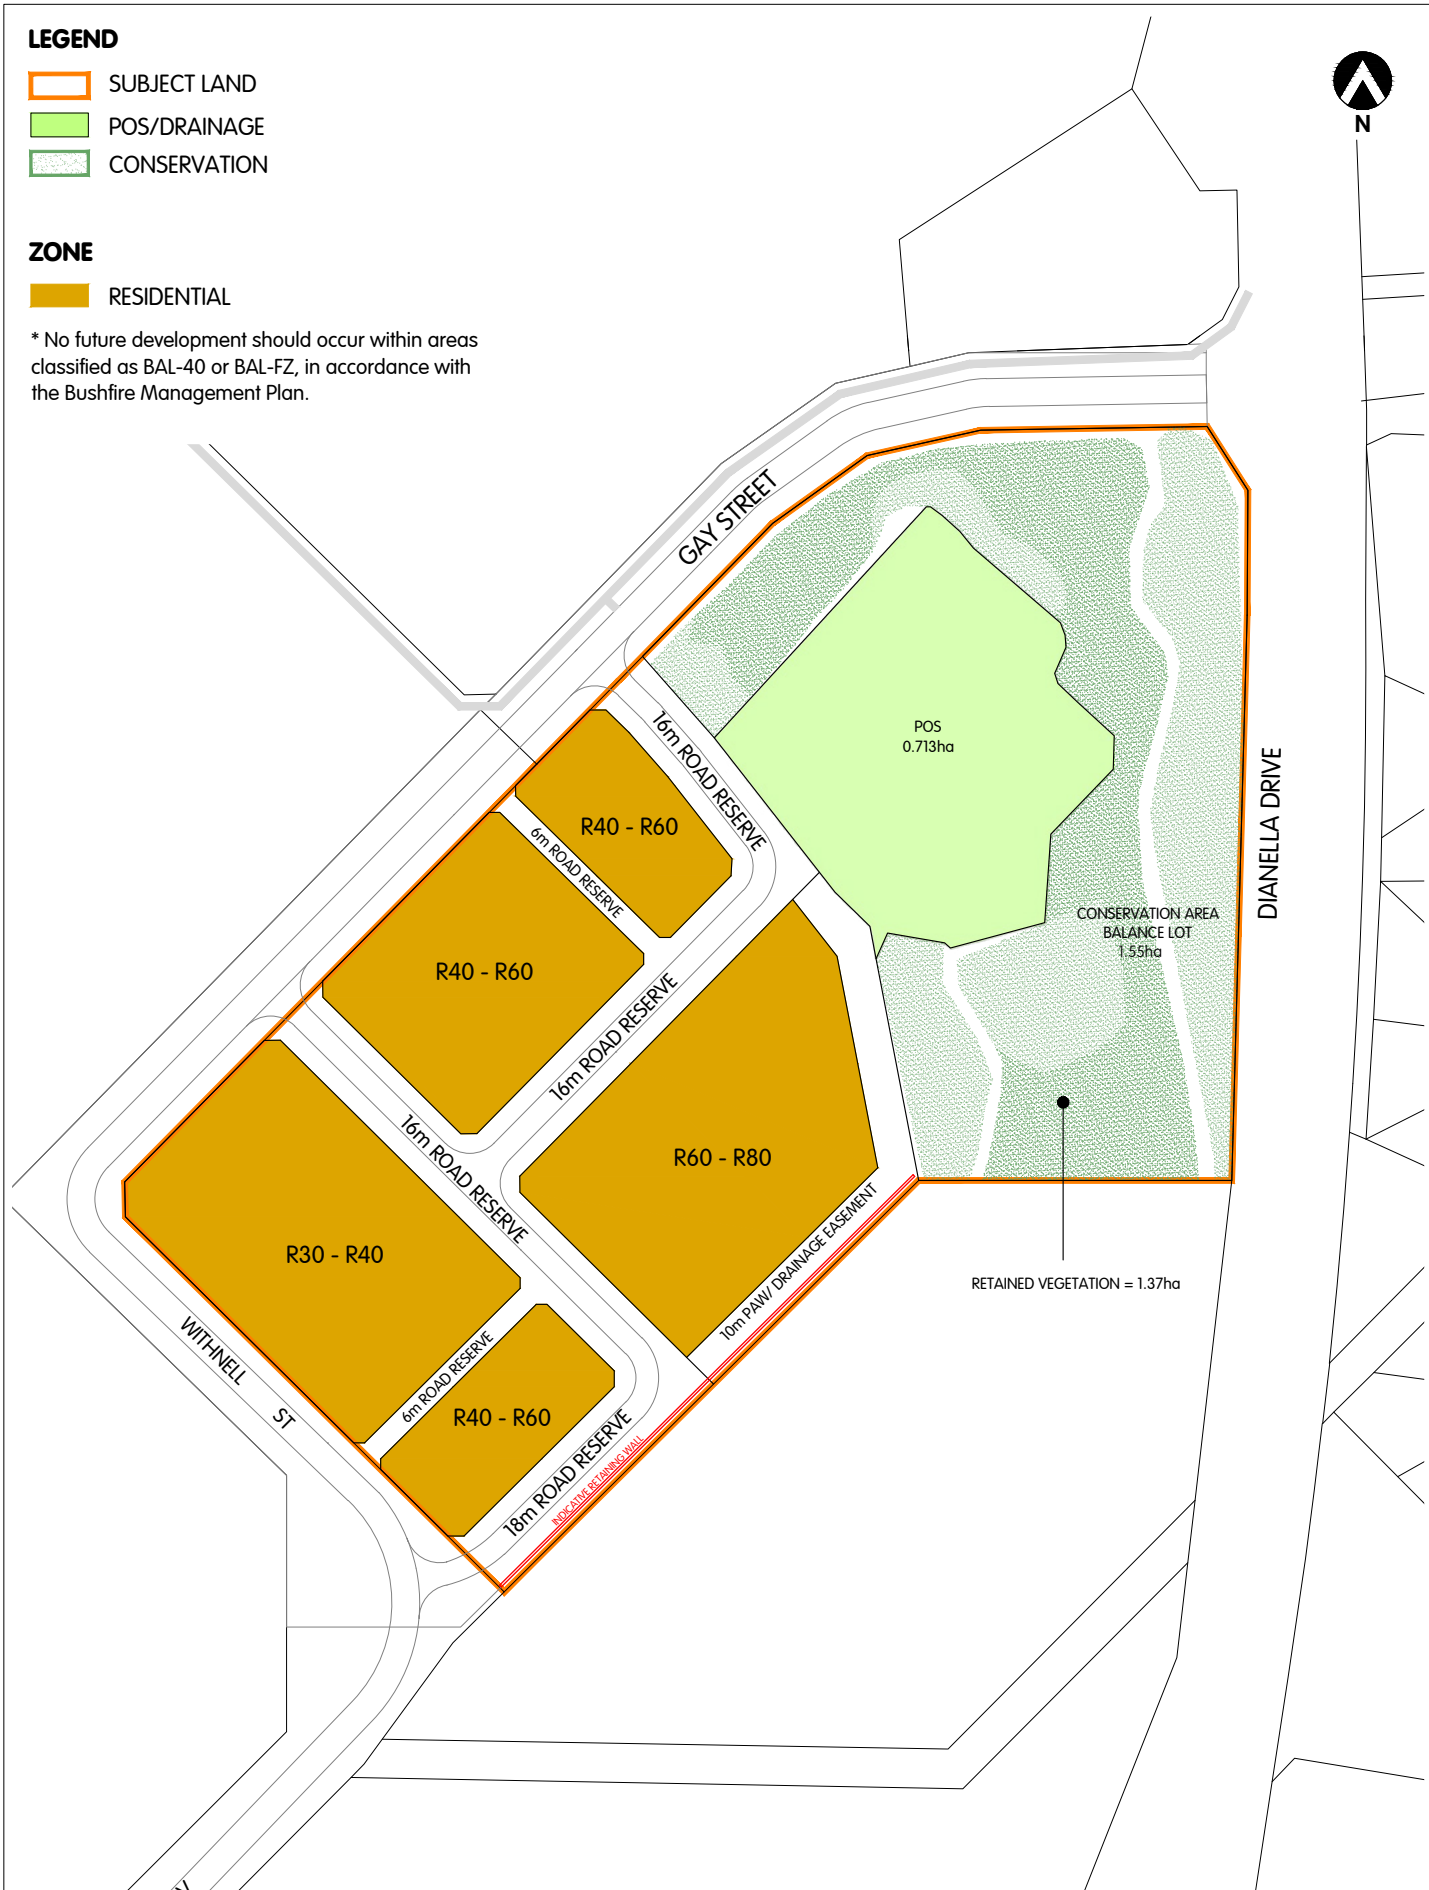 LEGEND
SUBJECT LAND
POS/DRAINAGE
CONSERVATION
ZONE
RESIDENTIAL
* No future development should occur within areas
classified as BAL-40 or BAL-FZ, in accordance with
the Bushfire Management Plan.
N
GAY STREET
16m ROAD RESERVE
POS
0.713ha
DIANELLA DRIVE
R40 - R60
6m ROAD RESERVE
R40 - R60
CONSERVATION AREA
BALANCE LOT
1.55ha
16m ROAD RESERVE
16m ROAD RESERVE
R60 - R80
R30 - R40
10m PAW/ DRAINAGE EASEMENT
RETAINED VEGETATION = 1.37ha
WITHNELL
ST
6m ROAD RESERVE
R40 - R60
18m ROAD RESERVE
INDICATIVE RETAINING WALL